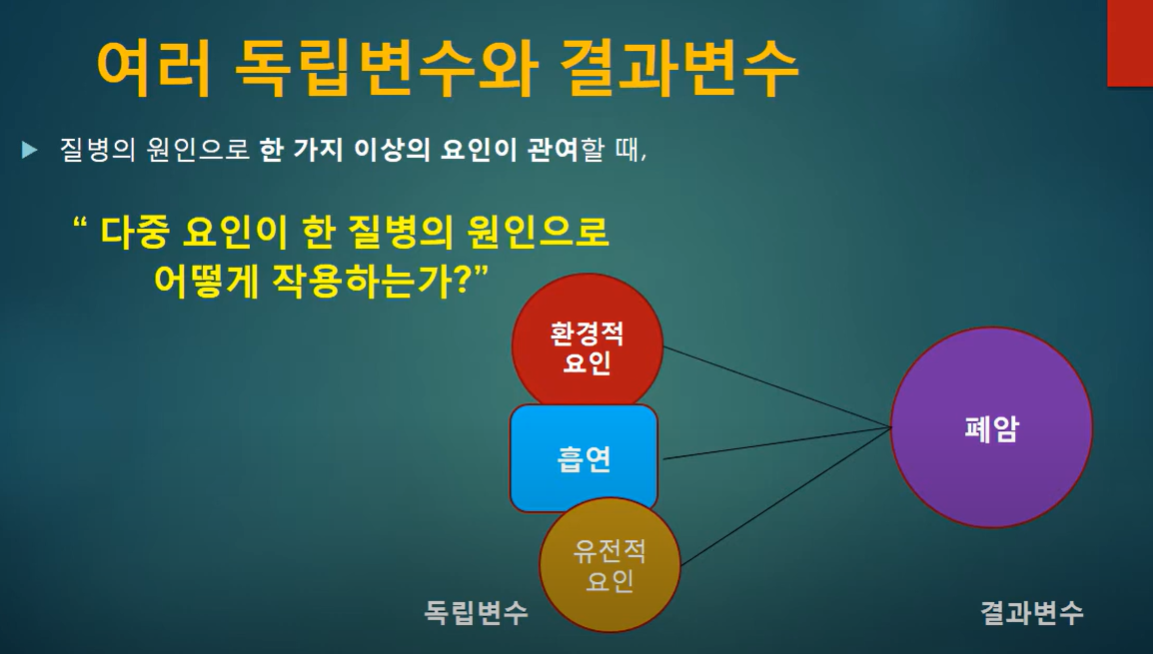 여러 독립변수와 결과변수
질병의 원인으로 한 가지 이상의 요인이 관여할 때,
“ 다중 요인이 한 질병의 원인으로
어떻게 작용하는가?”
환경적
요인
흡연
폐암
유전적
요인
독립변수
결과변수